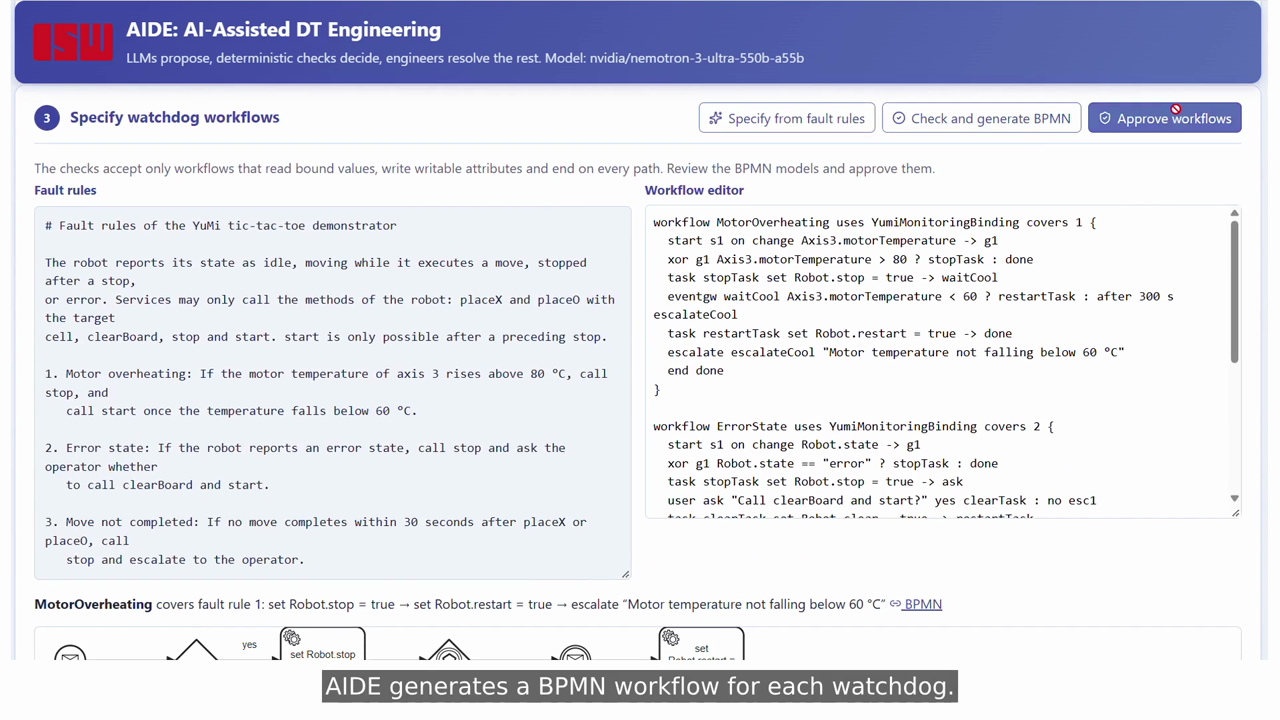 ISW
AIDE: AI-Assisted DT Engineering
LLMs propose, deterministic checks decide, engineers resolve the rest. Model: nvidia/nemotron-3-ultra-550b-a55b
3 Specify watchdog workflows
Specify from fault rules
Check and generate BPMN
Approve workflows
The checks accept only workflows that read bound values, write writable attributes and end on every path. Review the BPMN models and approve them.
Fault rules
# Fault rules of the YuMi tic-tac-toe demonstrator
The robot reports its state as idle, moving while it executes a move, stopped
after a stop,
or error. Services may only call the methods of the robot: placeX and placeO with
the target
cell, clearBoard, stop and start. start is only possible after a preceding stop.
1. Motor overheating: If the motor temperature of axis 3 rises above 80 °C, call
stop, and
call start once the temperature falls below 60 °C.
2. Error state: If the robot reports an error state, call stop and ask the
operator whether
to call clearBoard and start.
3. Move not completed: If no move completes within 30 seconds after placeX or
placeO, call
stop and escalate to the operator.
Workflow editor
workflow MotorOverheating uses YumiMonitoringBinding covers 1 {
start s1 on change Axis3.motorTemperature -> g1
xor g1 Axis3.motorTemperature > 80 ? stopTask : done
task stopTask set Robot.stop = true -> waitCool
eventgw waitCool Axis3.motorTemperature < 60 ? restartTask : after 300 s
escalateCool
task restartTask set Robot.restart = true -> done
escalate escalateCool "Motor temperature not falling below 60 °C"
end done
}
workflow ErrorState uses YumiMonitoringBinding covers 2 {
start s1 on change Robot.state -> g1
xor g1 Robot.state == "error" ? stopTask : done
task stopTask set Robot.stop = true -> ask
user ask "Call clearBoard and start?" yes clearTask : no esc1
task clearTask set Robot.clear = true -> restartTask
MotorOverheating covers fault rule 1: set Robot.stop = true → set Robot.restart = true → escalate “Motor temperature not falling below 60 °C” BPMN
yes
set Robot.stop
set
Robot.restart =
AIDE generates a BPMN workflow for each watchdog.